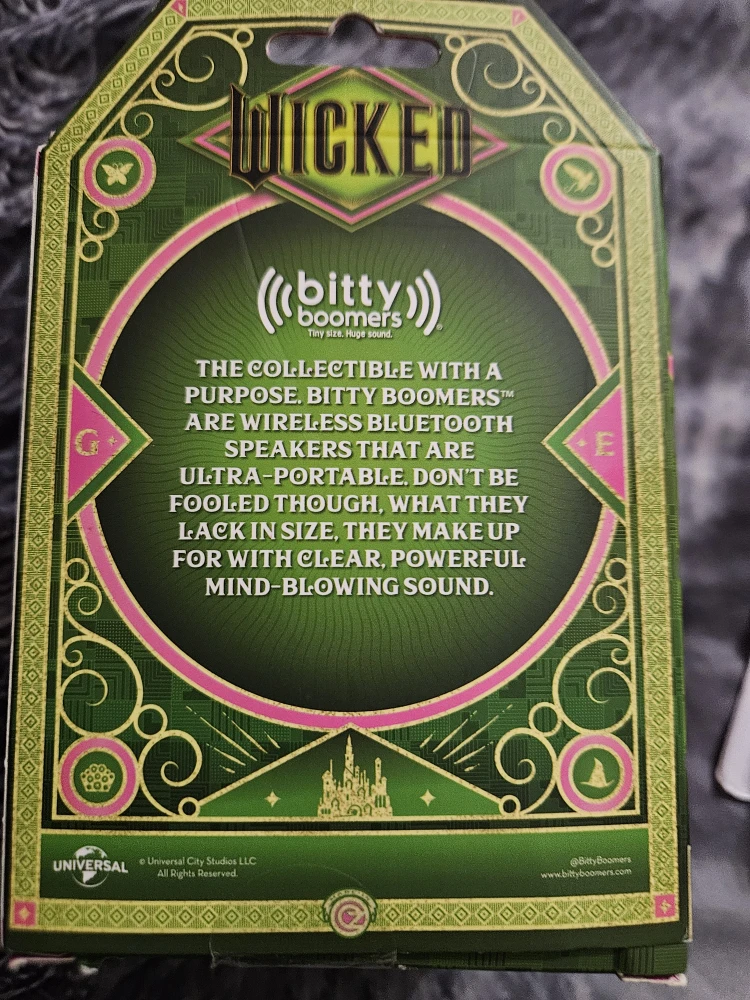 WICKED
bitty
boomers®
Tiny size. Huge sound.
THE COLLECTIBLE WITH A
PURPOSE. BITTY BOOMERS™
ARE WIRELESS BLUETOOTH
SPEAKERS THAT ARE
ULTRA-PORTABLE. DON'T BE
FOOLED THOUGH, WHAT THEY
LACK IN SIZE, THEY MAKE UP
FOR WITH CLEAR, POWERFUL
MIND-BLOWING SOUND.
G
E
UNIVERSAL
© Universal City Studios LLC
All Rights Reserved.
@BittyBoomers
www.bittyboomers.com